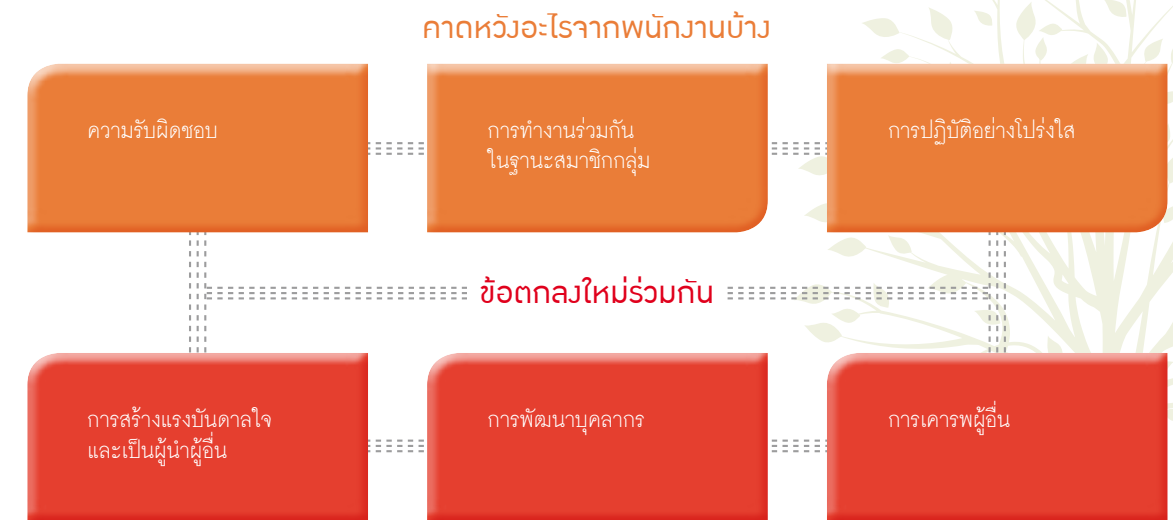 คาดหวังอะไรจากพนักงานบ้าง
ความรับผิดชอบ
การทำงานร่วมกัน
ในฐานะสมาชิกกลุ่ม
การปฏิบัติอย่างโปร่งใส
ข้อตกลงใหม่ร่วมกัน
การสร้างแรงบันดาลใจ
และเป็นผู้นำผู้อื่น
การพัฒนาบุคลากร
การเคารพผู้อื่น